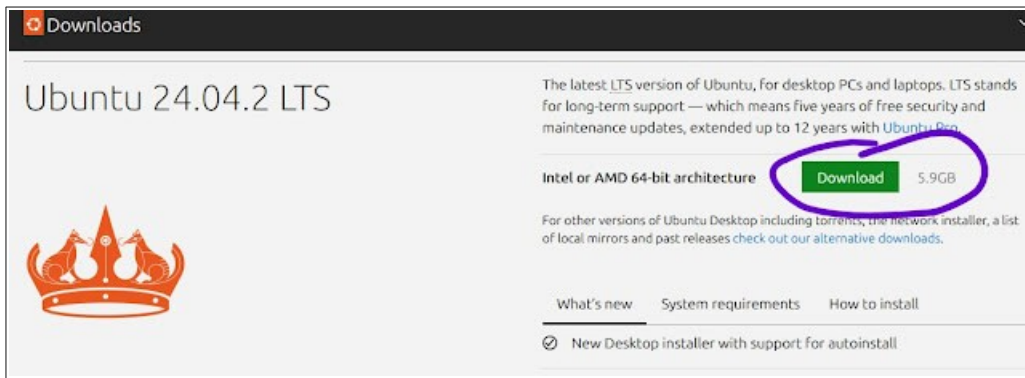 Downloads
Ubuntu 24.04.2 LTS
The latest LTS version of Ubuntu, for desktop PCs and laptops. LTS stands
for long-term support — which means five years of free security and
maintenance updates, extended up to 12 years with Ubuntu Pro.
Intel or AMD 64-bit architecture Download 5.9GB
For other versions of Ubuntu Desktop including torrents, the network installer, a list
of local mirrors and past releases check out our alternative downloads.
What's new System requirements How to install
New Desktop installer with support for autoinstall